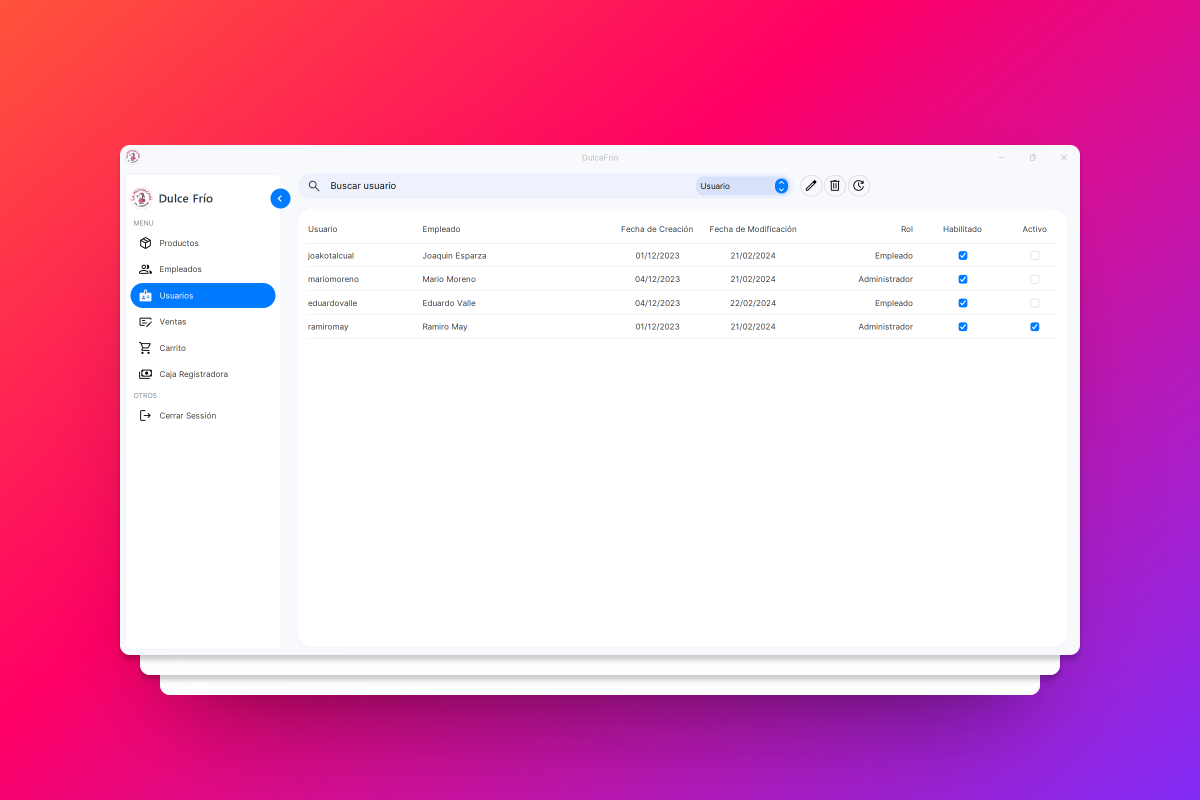 DulceFrío
Dulce Frío
MENU
Productos
Empleados
Usuarios
Ventas
Carrito
Caja Registradora
OTROS
Cerrar Sesión
Buscar usuario
Usuario
Usuario Empleado Fecha de Creación Fecha de Modificación Rol Habilitado Activo
joakotalcual Joaquin Esparza 01/12/2023 21/02/2024 Empleado
mariomoreno Mario Moreno 04/12/2023 21/02/2024 Administrador
eduardovalle Eduardo Valle 04/12/2023 22/02/2024 Empleado
ramiromay Ramiro May 01/12/2023 21/02/2024 Administrador